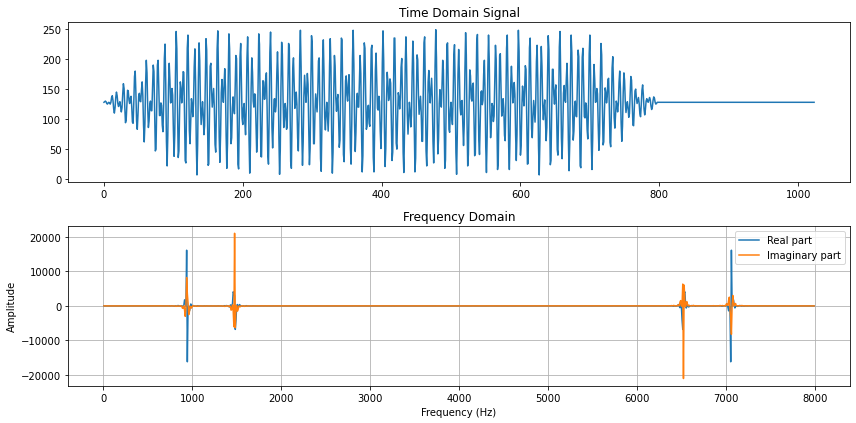 Time Domain Signal
250
200
150
100
50
0
0 200 400 600 800 1000
Frequency Domain
Real part
Imaginary part
Amplitude
20000
10000
0
−10000
−20000
0 1000 2000 3000 4000 5000 6000 7000 8000
Frequency (Hz)